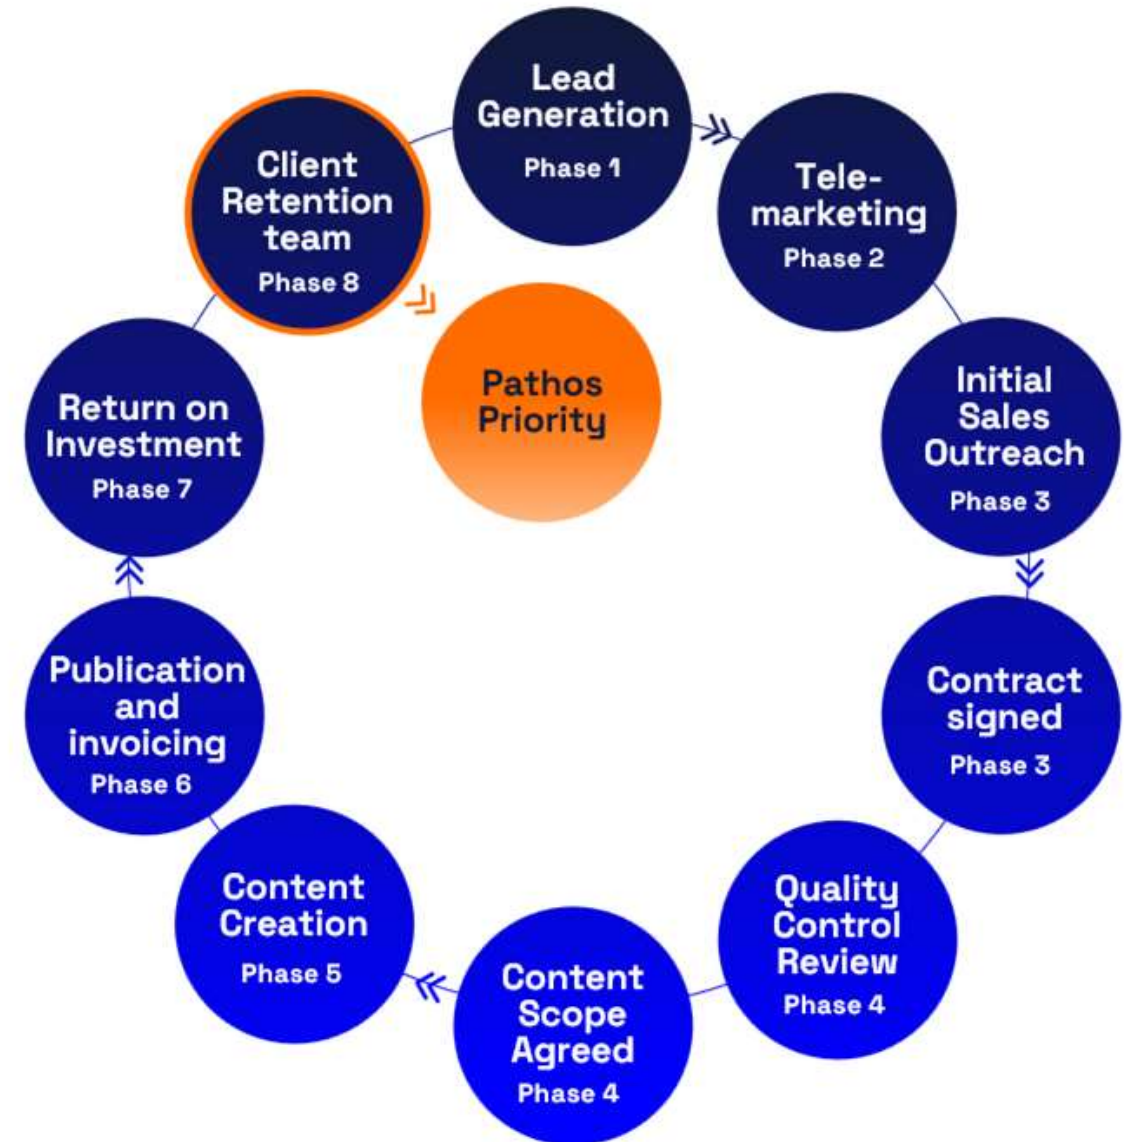 Lead
Generation
Phase 1
Tele-
marketing
Phase 2
Initial
Sales
Outreach
Phase 3
Contract
signed
Phase 3
Quality
Control
Review
Phase 4
Content
Scope
Agreed
Phase 4
Content
Creation
Phase 5
Publication
and
invoicing
Phase 6
Return on
Investment
Phase 7
Client
Retention
team
Phase 8
Pathos
Priority